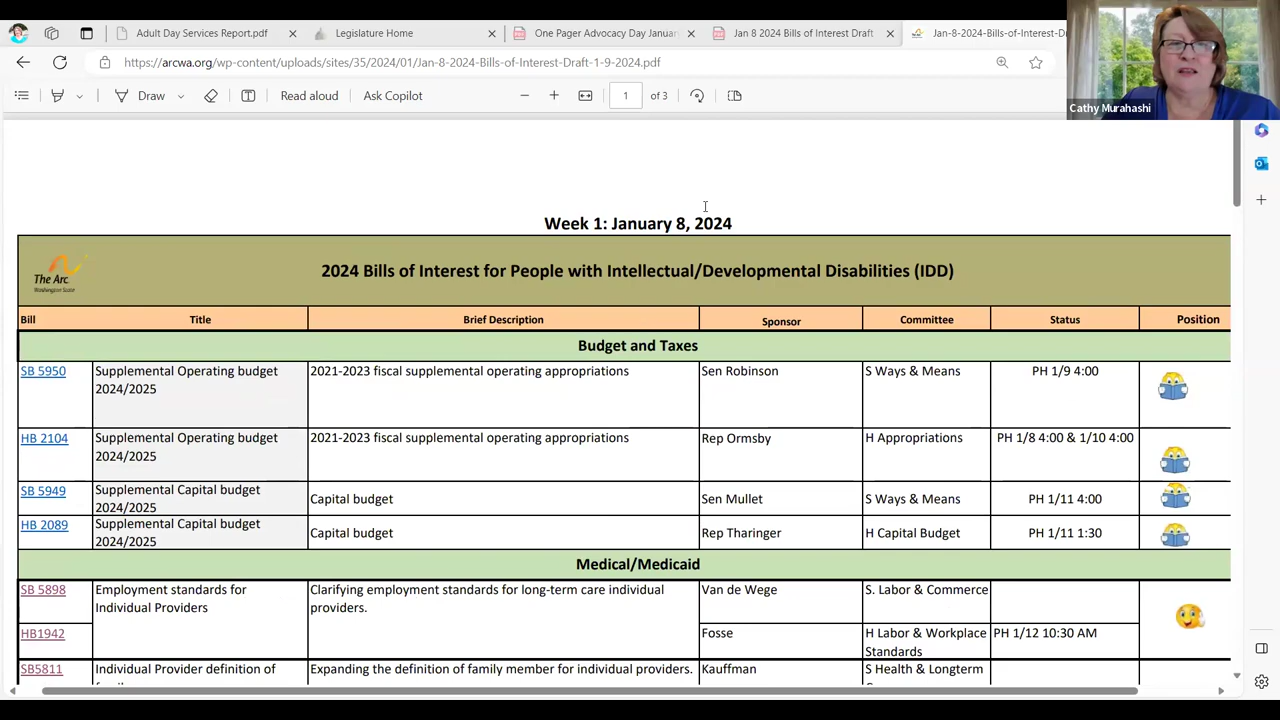 Adult Day Services Report.pdf
Legislature Home
One Pager Advocacy Day Januar
Jan 8 2024 Bills of Interest Draft
Jan-8-2024-Bills-of-Interest-D
https://arcwa.org/wp-content/uploads/sites/35/2024/01/Jan-8-2024-Bills-of-Interest-Draft-1-9-2024.pdf
Draw
Read aloud
Ask Copilot
1 of 3
Cathy Murahashi
Week 1: January 8, 2024
The Arc
Washington State
2024 Bills of Interest for People with Intellectual/Developmental Disabilities (IDD)
Bill Title Brief Description Sponsor Committee Status Position
Budget and Taxes
SB 5950 Supplemental Operating budget 2021-2023 fiscal supplemental operating appropriations Sen Robinson S Ways & Means PH 1/9 4:00
2024/2025
HB 2104 Supplemental Operating budget 2021-2023 fiscal supplemental operating appropriations Rep Ormsby H Appropriations PH 1/8 4:00 & 1/10 4:00
2024/2025
SB 5949 Supplemental Capital budget Capital budget Sen Mullet S Ways & Means PH 1/11 4:00
2024/2025
HB 2089 Supplemental Capital budget Capital budget Rep Tharinger H Capital Budget PH 1/11 1:30
2024/2025
Medical/Medicaid
SB 5898 Employment standards for Clarifying employment standards for long-term care individual Van de Wege S. Labor & Commerce
Individual Providers providers.
HB1942 Fosse H Labor & Workplace PH 1/12 10:30 AM
Standards
SB5811 Individual Provider definition of Expanding the definition of family member for individual providers. Kauffman S Health & Longterm